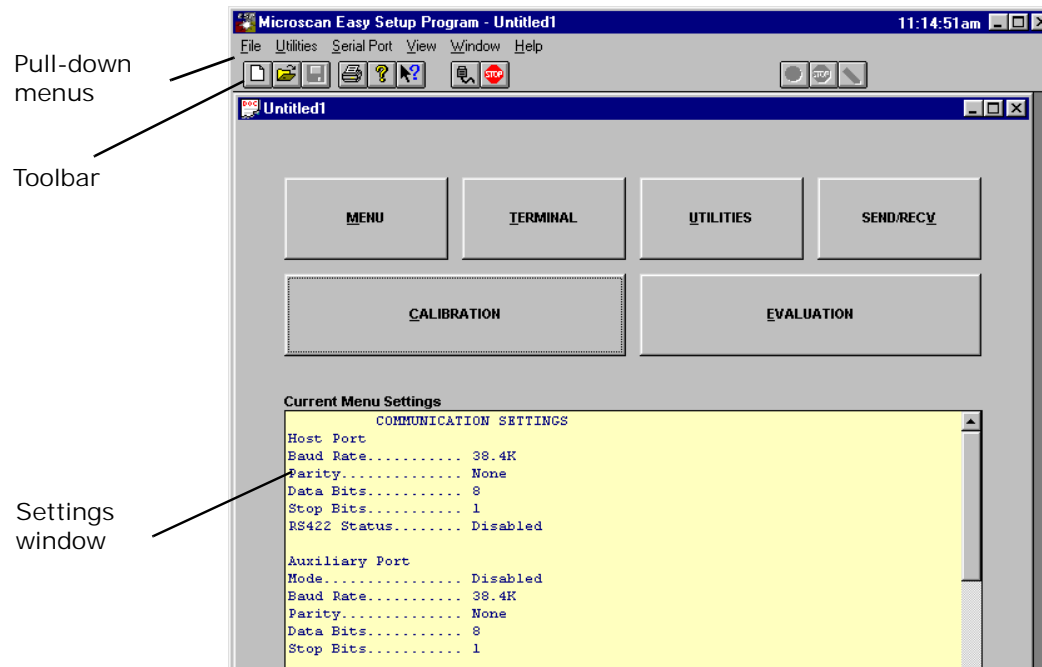 Microscan Easy Setup Program - Untitled1 11:14:51am
File Utilities Serial Port View Window Help
Pull-down
menus
STOP STOP
DOC Untitled1
Toolbar
MENU TERMINAL UTILITIES SEND/RECV
CALIBRATION EVALUATION
Current Menu Settings
COMMUNICATION SETTINGS
Host Port
Baud Rate........... 38.4K
Parity.............. None
Data Bits........... 8
Stop Bits........... 1
RS422 Status........ Disabled
Settings
window
Auxiliary Port
Mode................ Disabled
Baud Rate........... 38.4K
Parity.............. None
Data Bits........... 8
Stop Bits........... 1